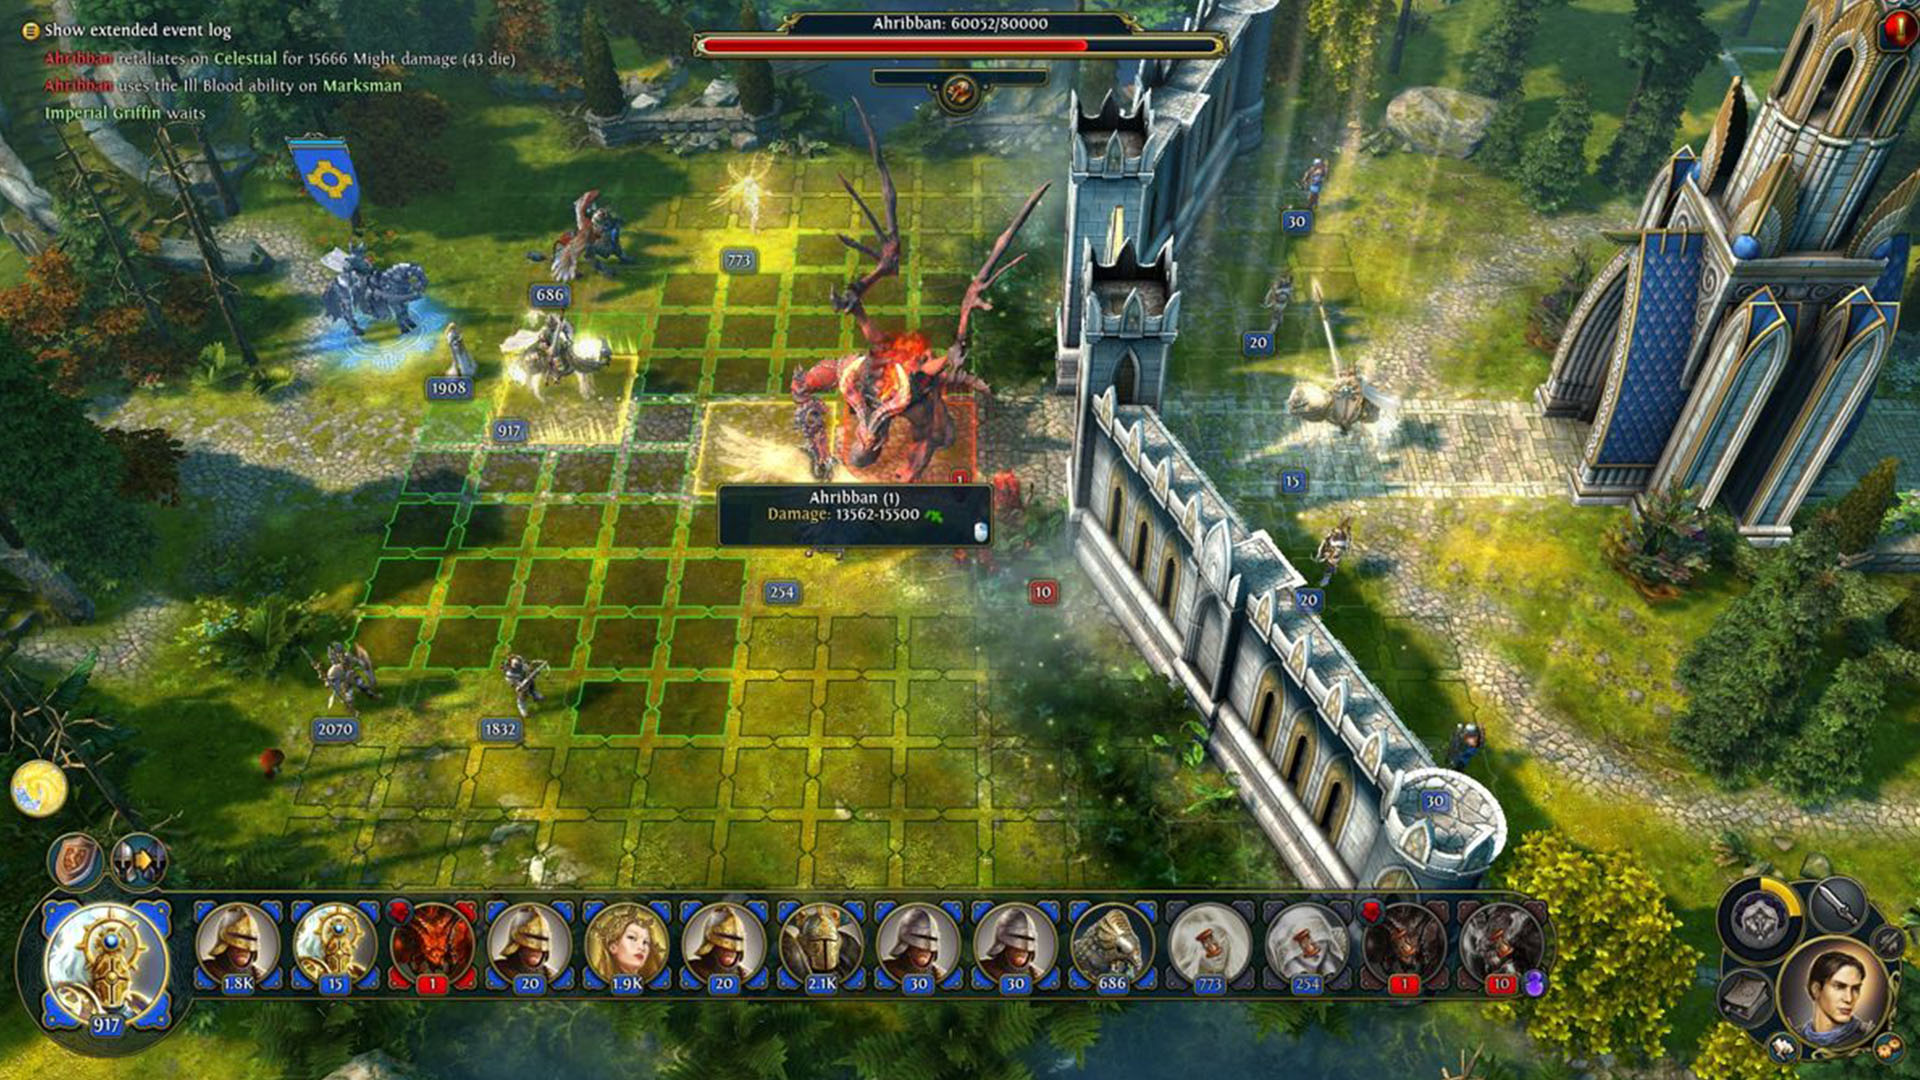 Show extended event log
Ahribban: 60052/80000
Ahribban retaliates on Celestial for 15666 Might damage (43 die)
Ahribban uses the Ill Blood ability on Marksman
Imperial Griffin waits
30
773
686
20
1908
917
15
1
Ahribban (1)
Damage: 13562-15500
254
10
20
2070
1832
30
917
1.8K
15
1
20
1.9K
20
2.1K
30
30
686
773
254
1
10